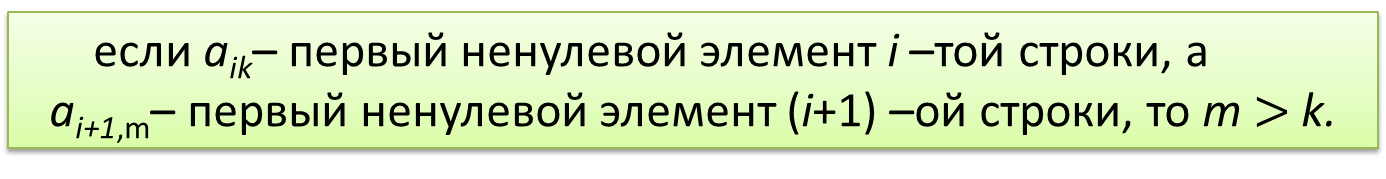 если aik– первый ненулевой элемент i –той строки, а
ai+1,m– первый ненулевой элемент (i+1) –ой строки, то m > k.